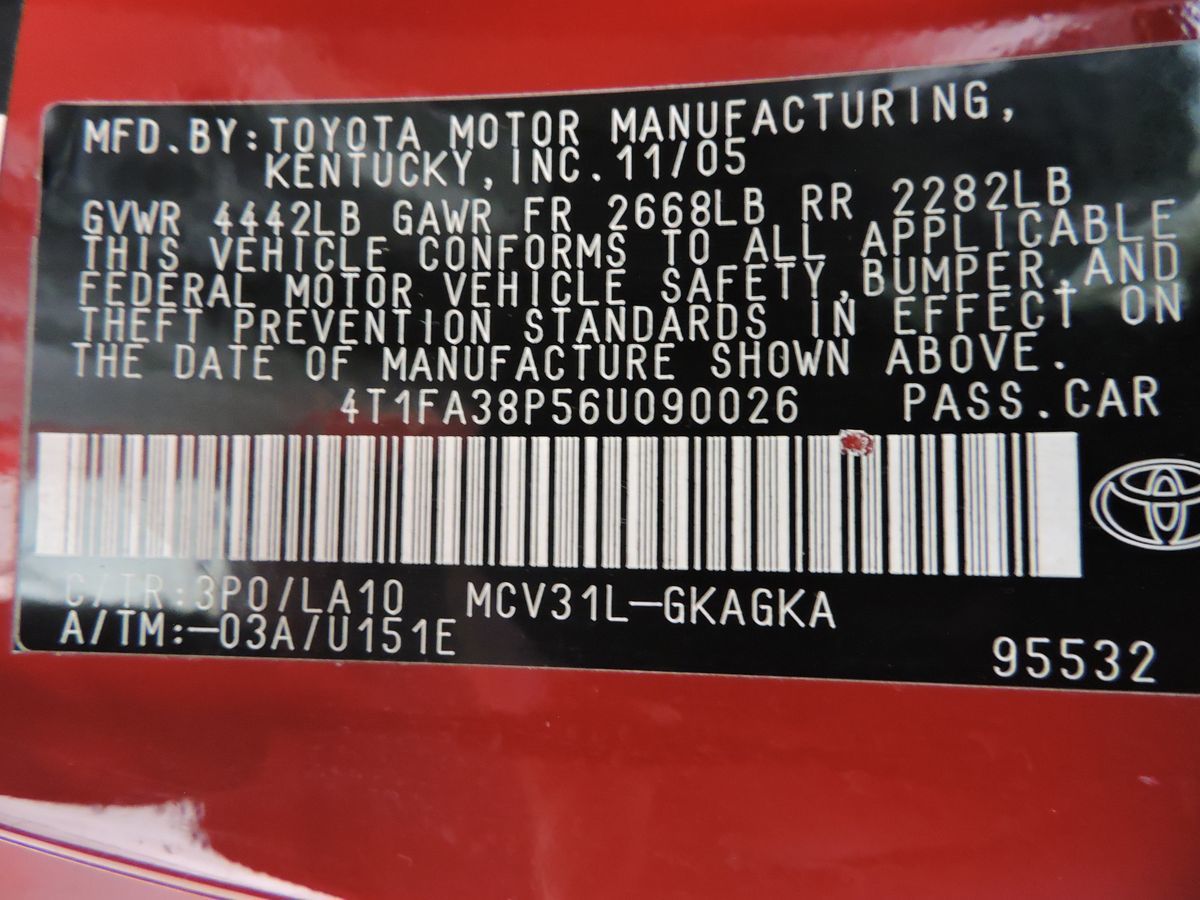 MFD.BY:TOYOTA MOTOR MANUFACTURING,
KENTUCKY,INC.11/05
GVWR 4442LB GAWR FR 2668LB RR 2282LB
THIS VEHICLE CONFORMS TO ALL APPLICABLE
FEDERAL MOTOR VEHICLE SAFETY,BUMPER,AND
THEFT PREVENTION STANDARDS IN EFFECT ON
THE DATE OF MANUFACTURE SHOWN ABOVE.
4T1FA38P56U090026 PASS.CAR
C/TR:3P0/LA10 MCV31L-GKAGKA
A/TM:-03A/U151E
95532